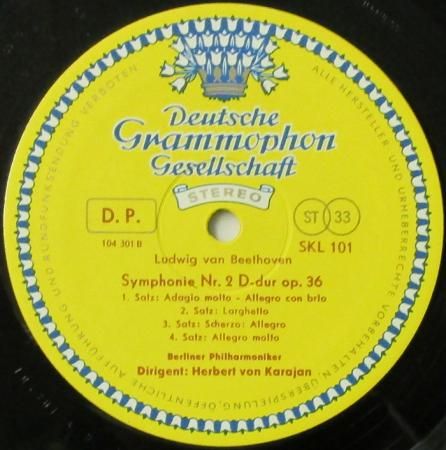 Deutsche
Grammophon
Gesellschaft
STEREO
D. P.
104 301 B
ST 33
SKL 101
Ludwig van Beethoven
Symphonie Nr. 2 D-dur op. 36
1. Satz: Adagio molto - Allegro con brio
2. Satz: Larghetto
3. Satz: Scherzo: Allegro
4. Satz: Allegro molto
Berliner Philharmoniker
Dirigent: Herbert von Karajan
ALLE HERSTELLER- UND URHEBERRECHTE VORBEHALTEN, ÜBERSPIELUNG, ÖFFENTLICHE AUFFÜHRUNG UND RUNDFUNKSENDUNG VERBOTEN